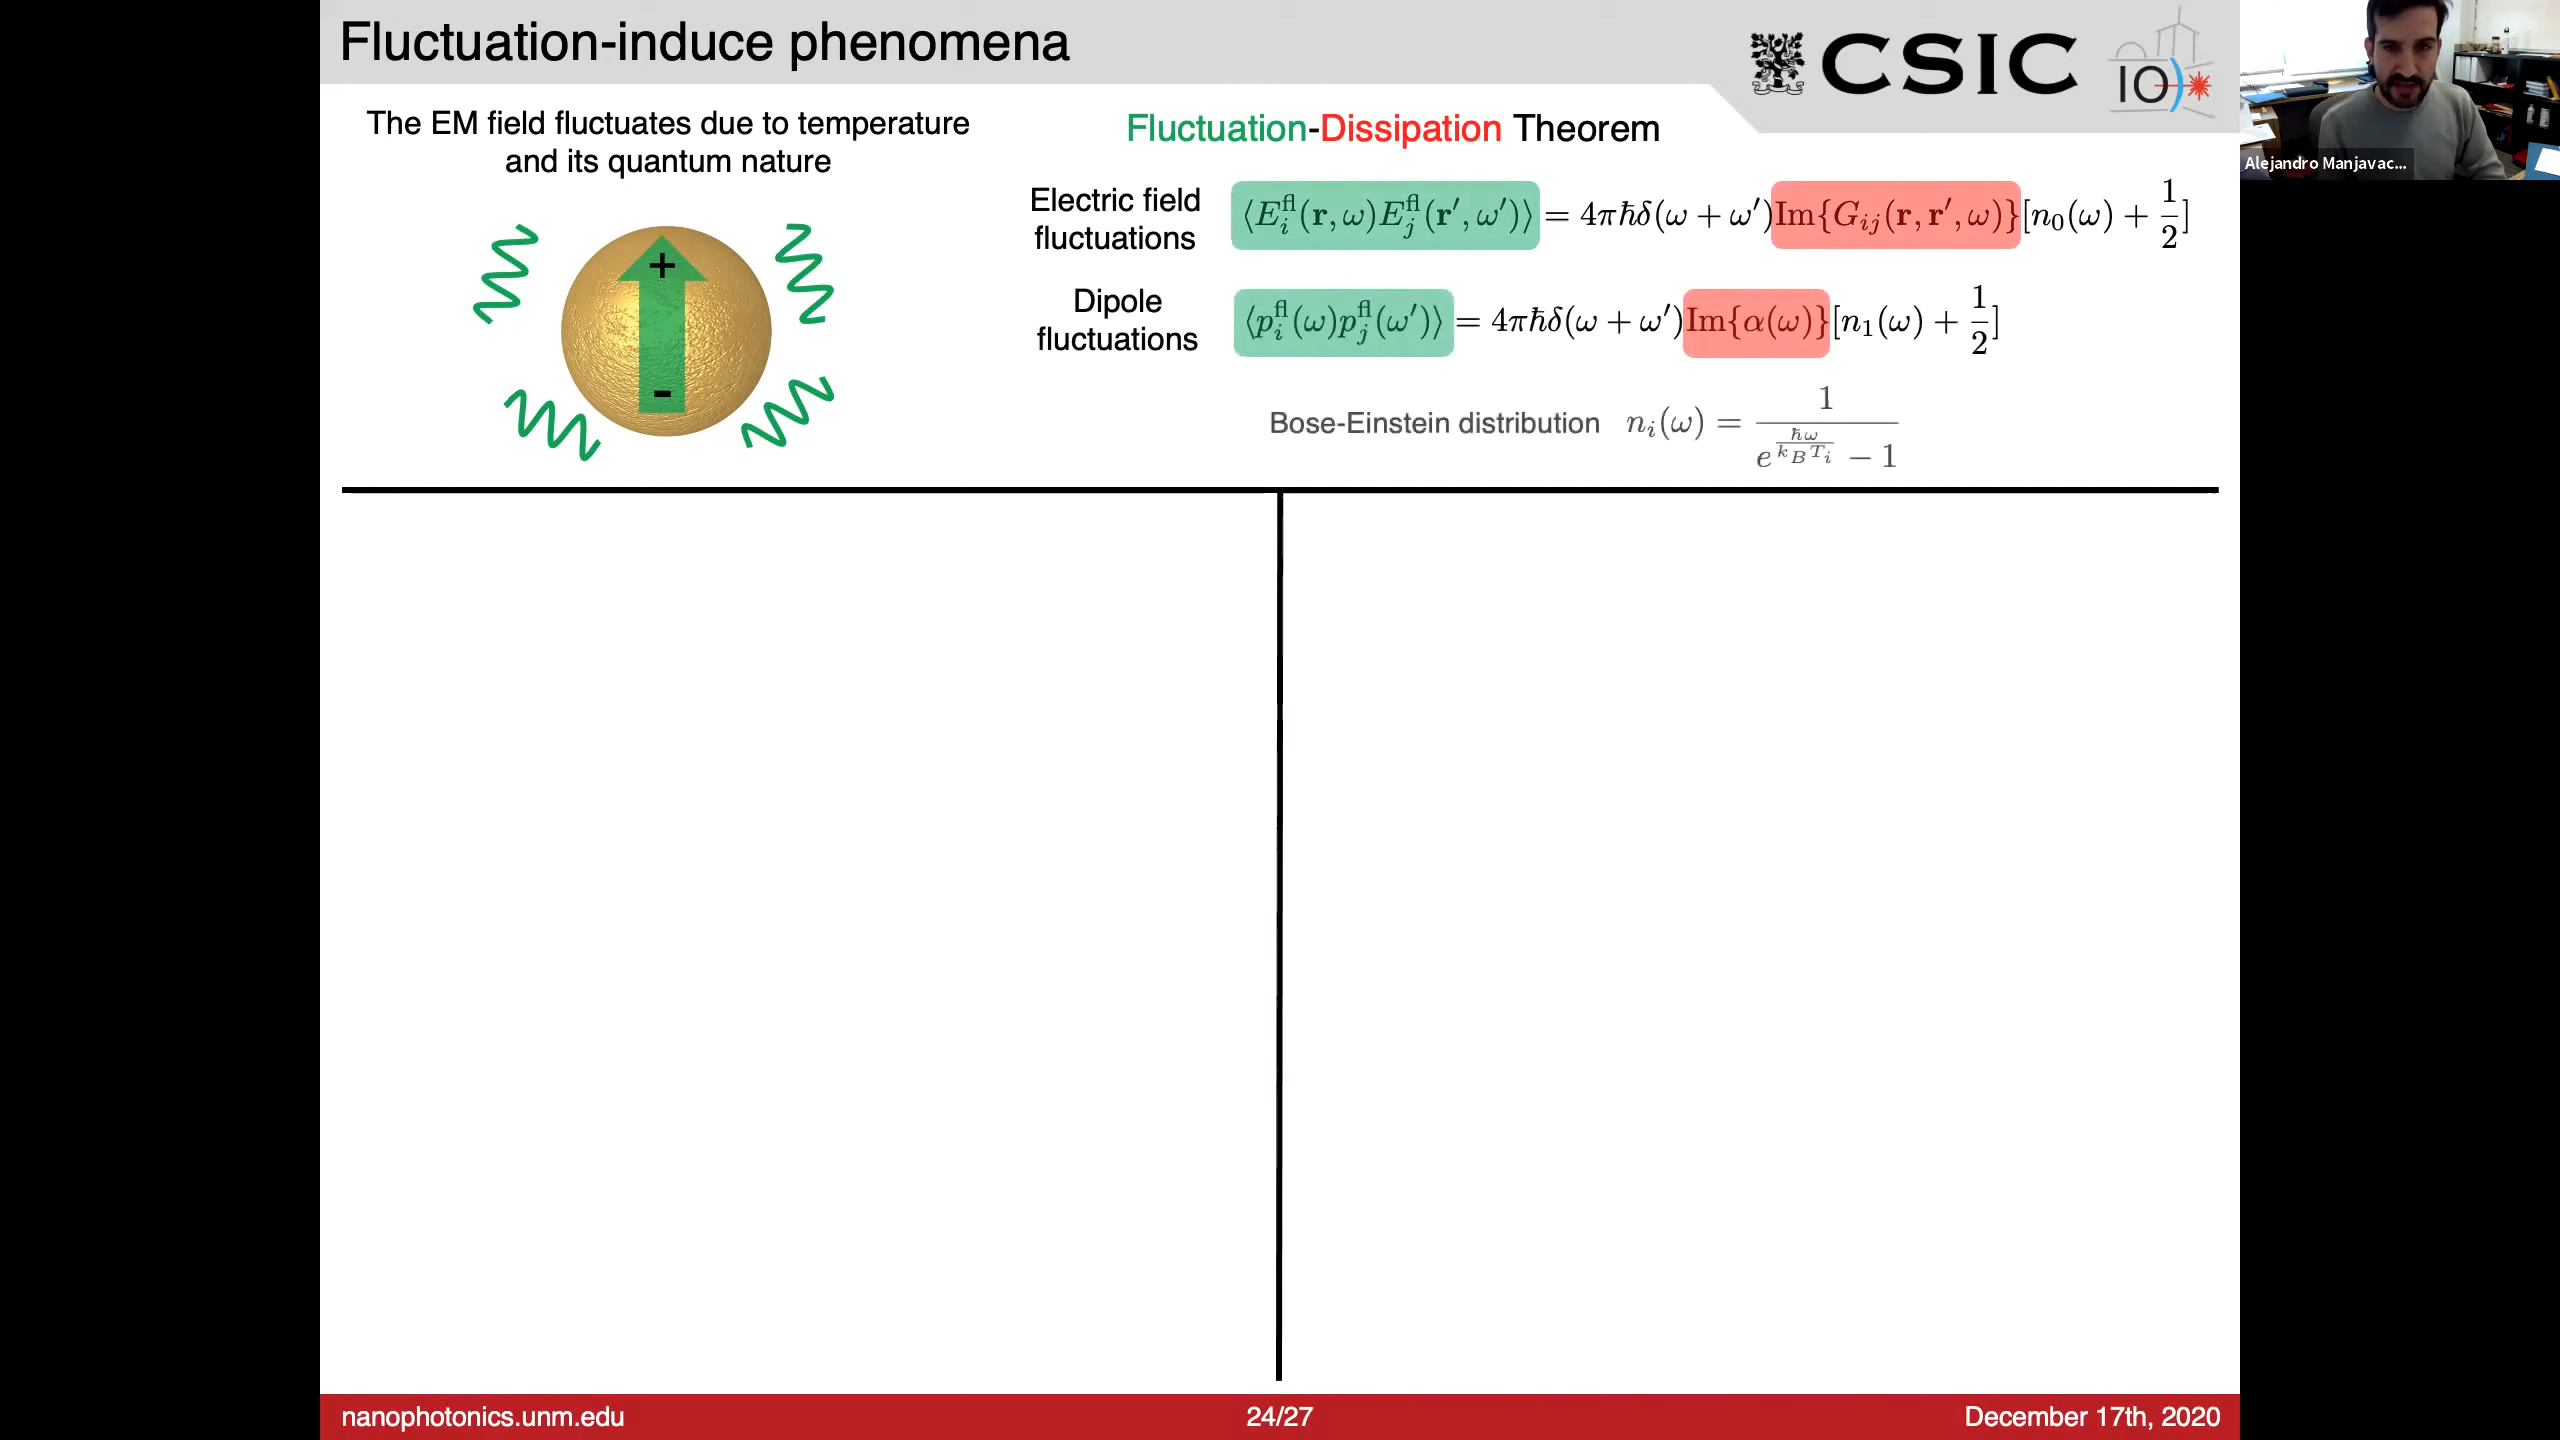 Fluctuation-induce phenomena
CSIC
IO
Alejandro Manjavac...
The EM field fluctuates due to temperature
and its quantum nature
+
-
Fluctuation-Dissipation Theorem
Electric field
fluctuations
⟨E_i^fl(r, ω)E_j^fl(r′, ω′)⟩ = 4πℏδ(ω + ω′)Im{G_ij(r, r′, ω)}[n_0(ω) + 1/2]
Dipole
fluctuations
⟨p_i^fl(ω)p_j^fl(ω′)⟩ = 4πℏδ(ω + ω′)Im{α(ω)}[n_1(ω) + 1/2]
Bose-Einstein distribution n_i(ω) = 1/(e^(ℏω/(k_B T_i)) − 1)
nanophotonics.unm.edu
24/27
December 17th, 2020